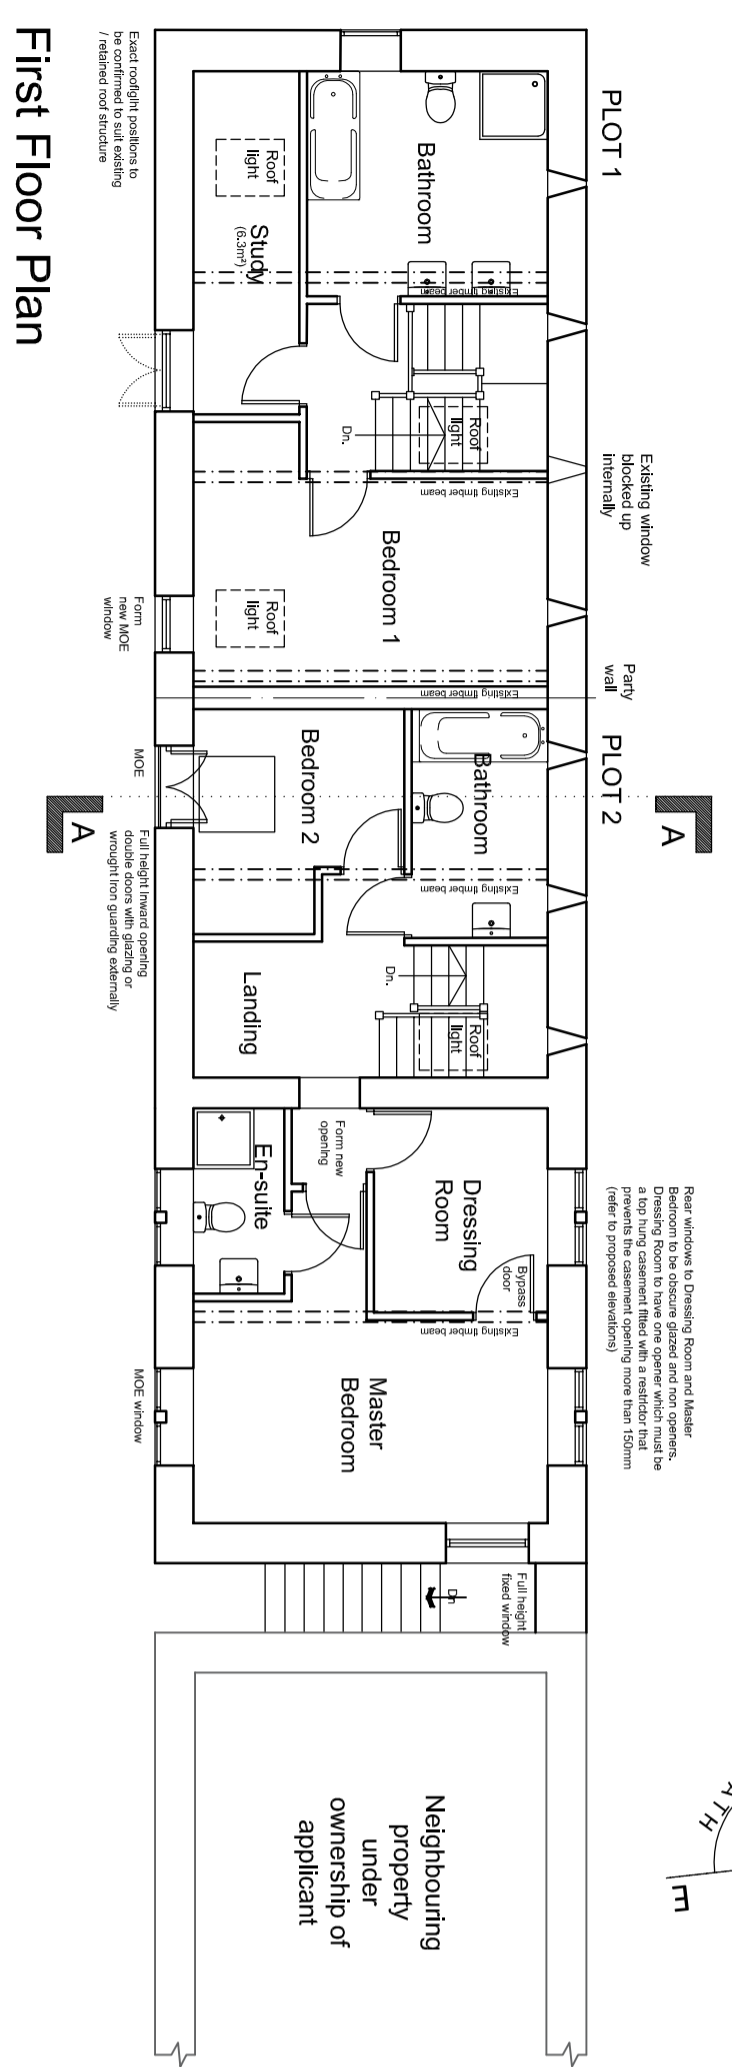 PLOT 1
Existing window
blocked up
internally
Party
wall
PLOT 2
A
Rear windows to Dressing Room and Master
Bedroom to be obscure glazed and non openers.
Dressing Room to have one opener which must be
a top hung casement fitted with a restrictor that
prevents the casement opening more than 150mm
(refer to proposed elevations)
E
Bathroom
Existing timber beam
Roof
light
Dn.
Existing timber beam
Bedroom 1
Existing timber beam
Bathroom
Existing timber beam
Dn.
Roof
light
Dressing
Room
Bypass
door
Existing timber beam
Full height
fixed window
Dn
Study
(6.3m²)
Roof
light
Roof
light
Bedroom 2
Landing
Form new
opening
En-suite
Master
Bedroom
Neighbouring
property
under
ownership of
applicant
Exact rooflight positions to
be confirmed to suit existing
/ retained roof structure
Form
new MOE
window
MOE
A
Full height inward opening
double doors with glazing or
wrought iron guarding externally
MOE window
First Floor Plan